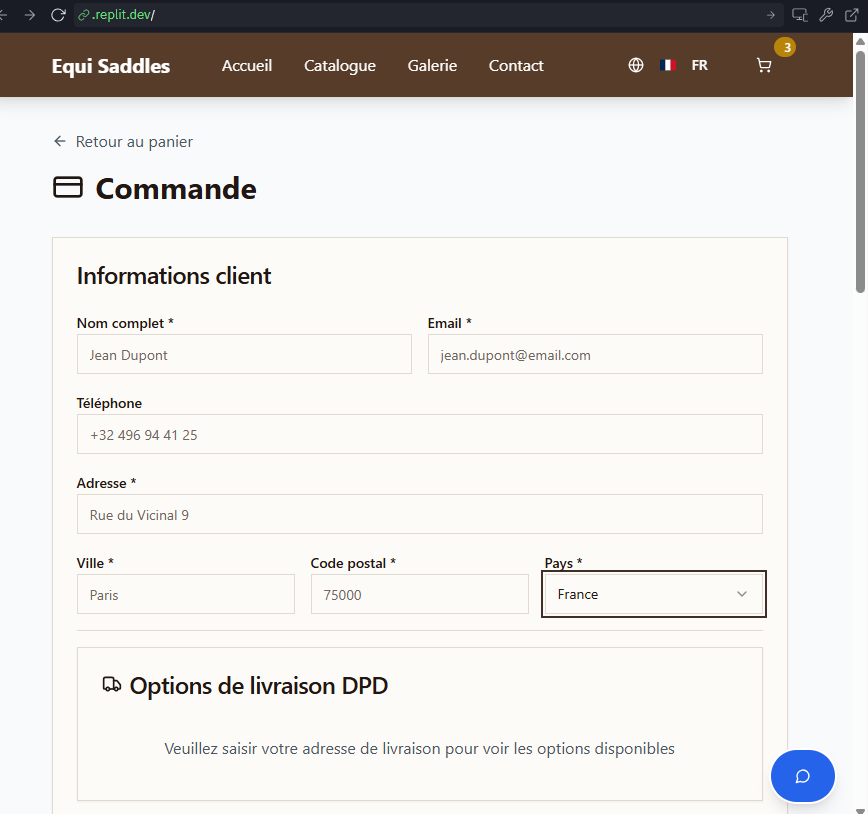 .replit.dev/
3
Equi Saddles Accueil Catalogue Galerie Contact FR
Retour au panier
Commande
Informations client
Nom complet * Email *
Jean Dupont jean.dupont@email.com
Téléphone
+32 496 94 41 25
Adresse *
Rue du Vicinal 9
Ville * Code postal * Pays *
Paris 75000 France
Options de livraison DPD
Veuillez saisir votre adresse de livraison pour voir les options disponibles